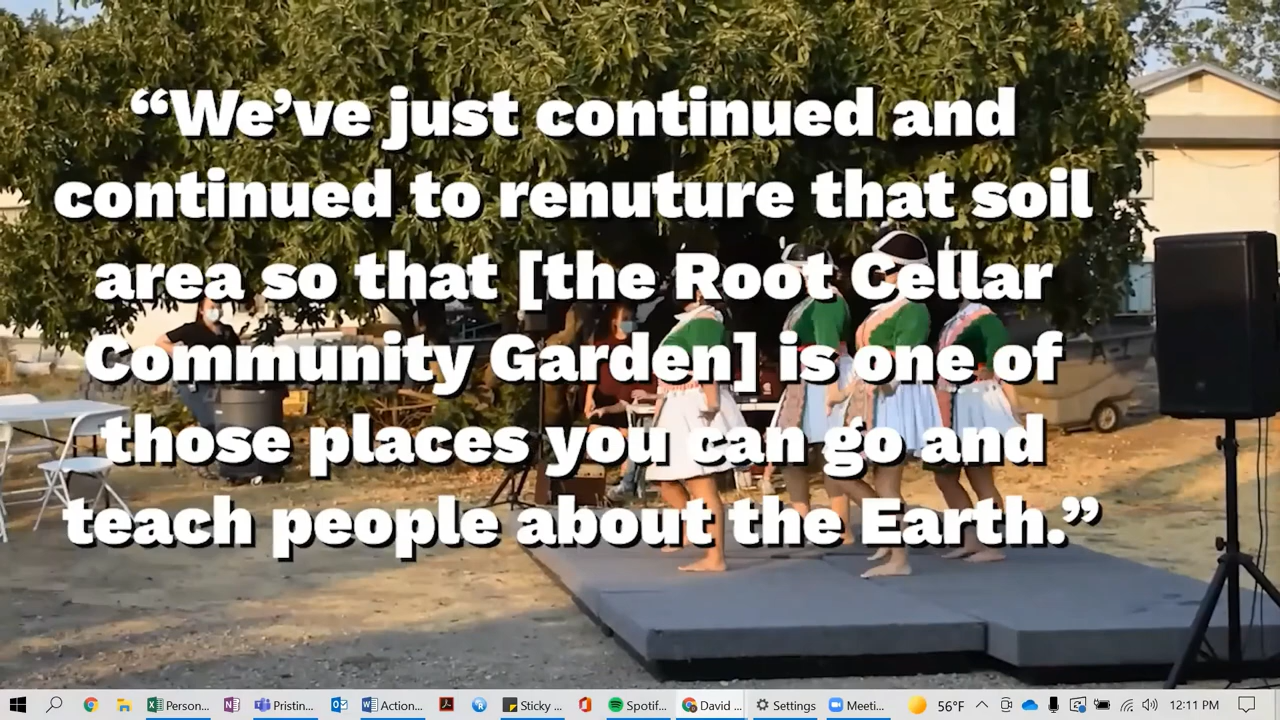 “We’ve just continued and
continued to renuture that soil
area so that [the Root Cellar
Community Garden] is one of
those places you can go and
teach people about the Earth.”
Person... Pristin... Action... Sticky ... Spotif... David ... Settings Meeti... 56°F 12:11 PM